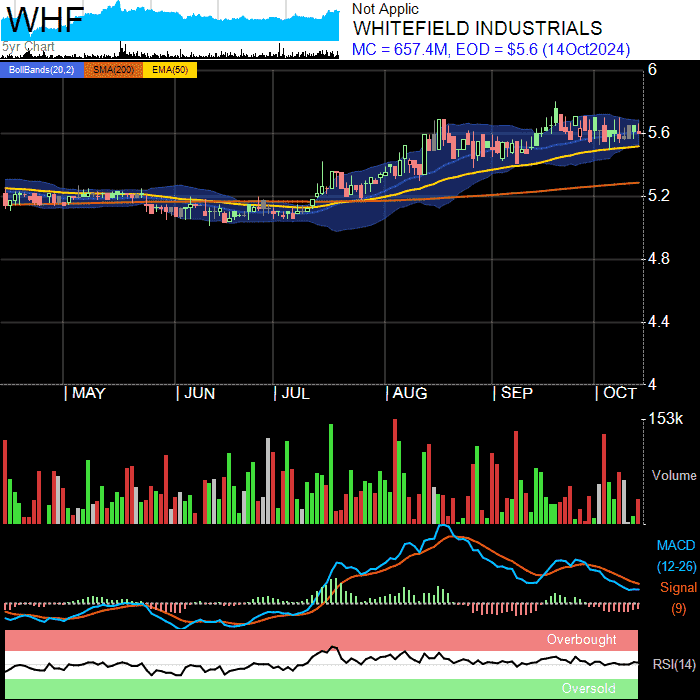 WHF
5yr Chart
Not Applic
WHITEFIELD INDUSTRIALS
MC = 657.4M, EOD = $5.6 (14Oct2024)
BollBands(20,2) SMA(200) EMA(50)
6
5.6
5.2
4.8
4.4
4
| MAY | JUN | JUL | AUG | SEP | OCT
153k
Volume
MACD
(12-26)
Signal
(9)
Overbought
RSI(14)
Oversold